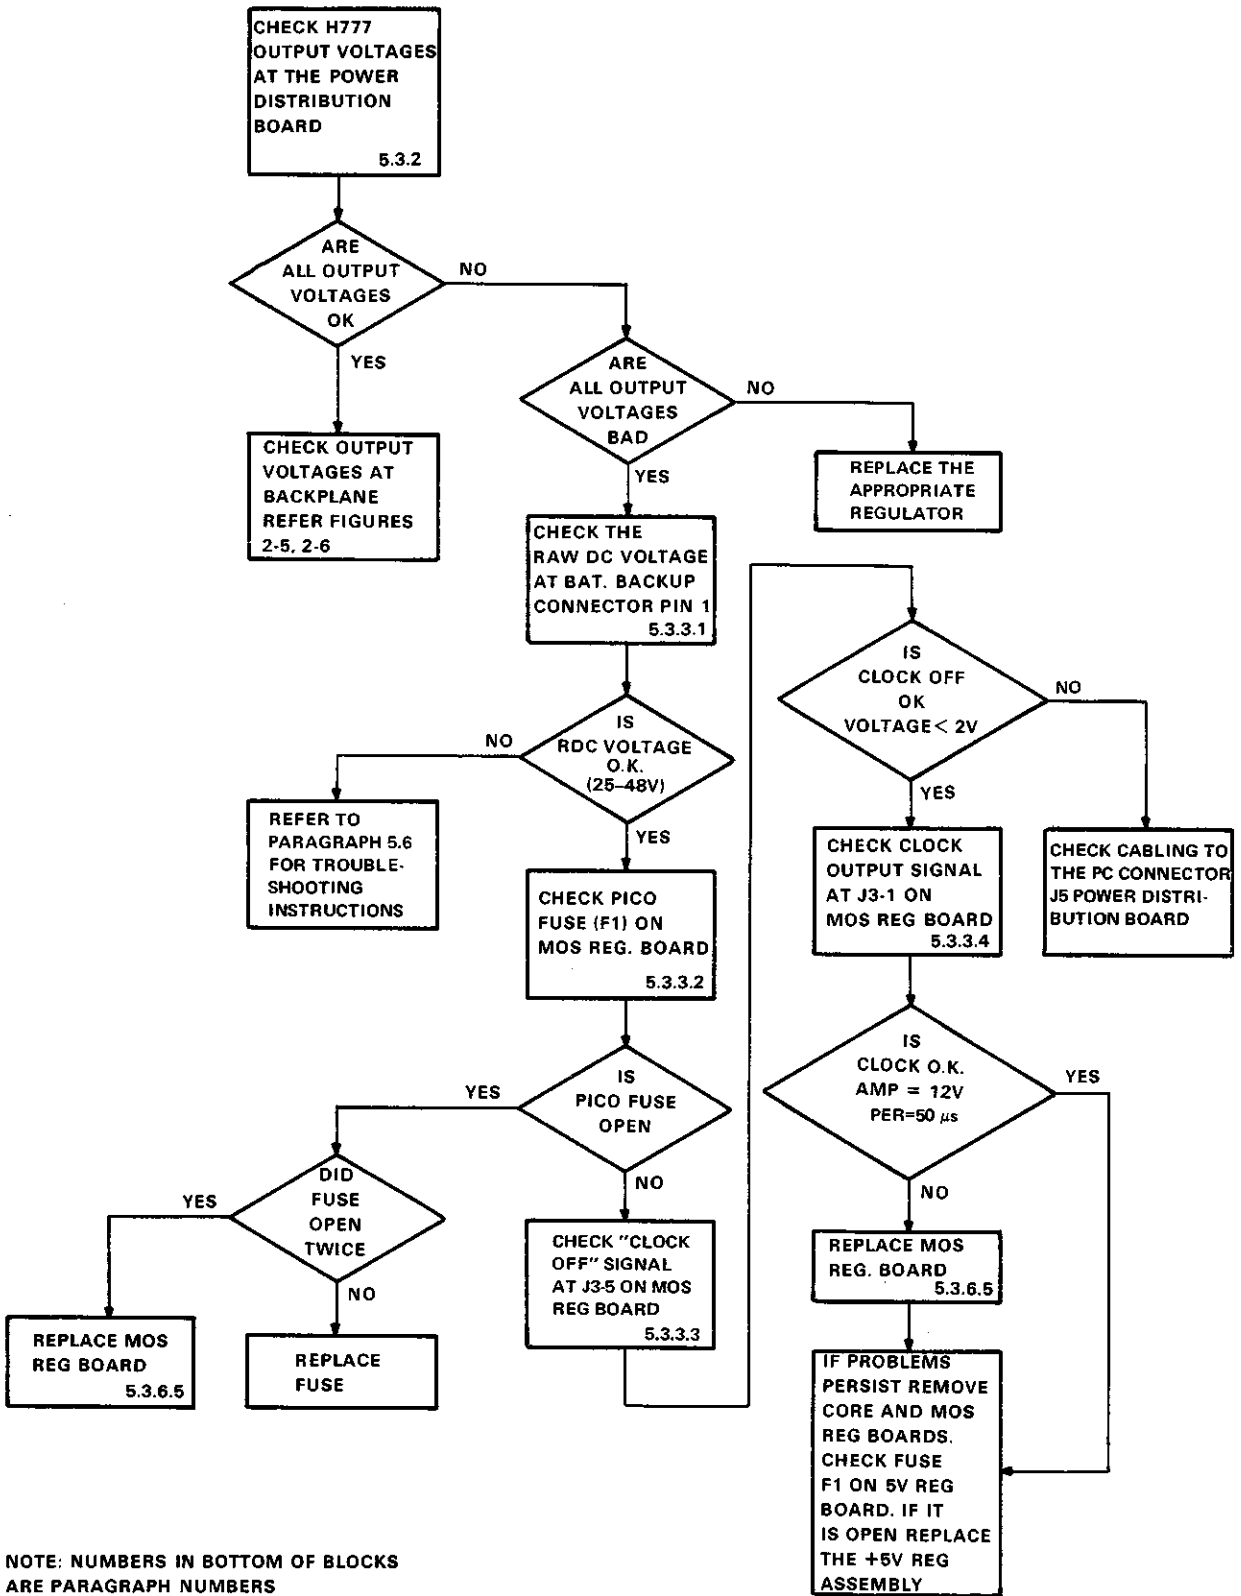 CHECK H777
OUTPUT VOLTAGES
AT THE POWER
DISTRIBUTION
BOARD
5.3.2
ARE
ALL OUTPUT
VOLTAGES
OK
NO
YES
CHECK OUTPUT
VOLTAGES AT
BACKPLANE
REFER FIGURES
2-5, 2-6
ARE
ALL OUTPUT
VOLTAGES
BAD
NO
YES
REPLACE THE
APPROPRIATE
REGULATOR
CHECK THE
RAW DC VOLTAGE
AT BAT. BACKUP
CONNECTOR PIN 1
5.3.3.1
IS
RDC VOLTAGE
O.K.
(25–48V)
NO
YES
REFER TO
PARAGRAPH 5.6
FOR TROUBLE-
SHOOTING
INSTRUCTIONS
CHECK PICO
FUSE (F1) ON
MOS REG. BOARD
5.3.3.2
IS
PICO FUSE
OPEN
YES
NO
DID
FUSE
OPEN
TWICE
YES
NO
REPLACE MOS
REG BOARD
5.3.6.5
REPLACE
FUSE
CHECK "CLOCK
OFF" SIGNAL
AT J3-5 ON MOS
REG BOARD
5.3.3.3
IS
CLOCK OFF
OK
VOLTAGE< 2V
NO
YES
CHECK CLOCK
OUTPUT SIGNAL
AT J3-1 ON
MOS REG BOARD
5.3.3.4
CHECK CABLING TO
THE PC CONNECTOR
J5 POWER DISTRI-
BUTION BOARD
IS
CLOCK O.K.
AMP = 12V
PER=50 μs
YES
NO
REPLACE MOS
REG. BOARD
5.3.6.5
IF PROBLEMS
PERSIST REMOVE
CORE AND MOS
REG BOARDS.
CHECK FUSE
F1 ON 5V REG
BOARD. IF IT
IS OPEN REPLACE
THE +5V REG
ASSEMBLY
NOTE: NUMBERS IN BOTTOM OF BLOCKS
ARE PARAGRAPH NUMBERS